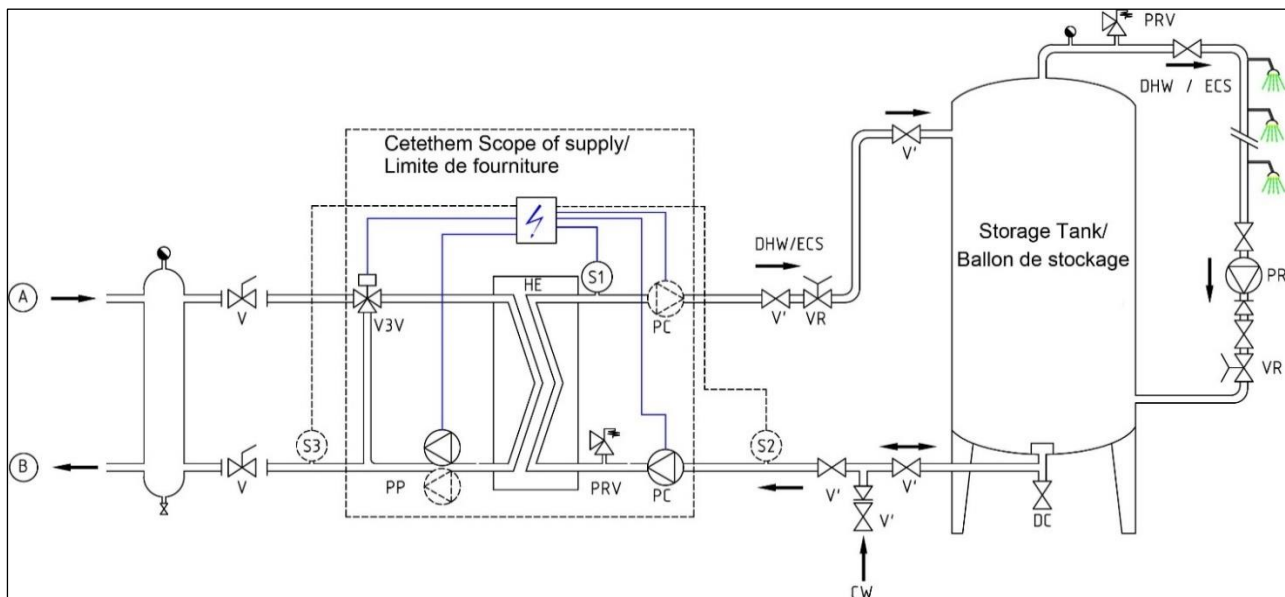 PRV
DHW / ECS
Cetethem Scope of supply/
Limite de fourniture
V'
DHW/ECS
Storage Tank/
Ballon de stockage
S1
HE
A
V
V3V
PC
V'
VR
PR
VR
S3
S2
B
V
PP
PRV
PC
V'
V'
V'
DC
CW